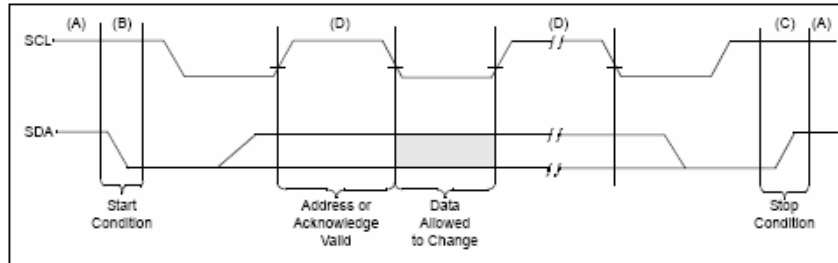 (A) (B) (D) (D) (C) (A)
SCL
SDA
Start
Condition
Address or
Acknowledge
Valid
Data
Allowed
to Change
Stop
Condition